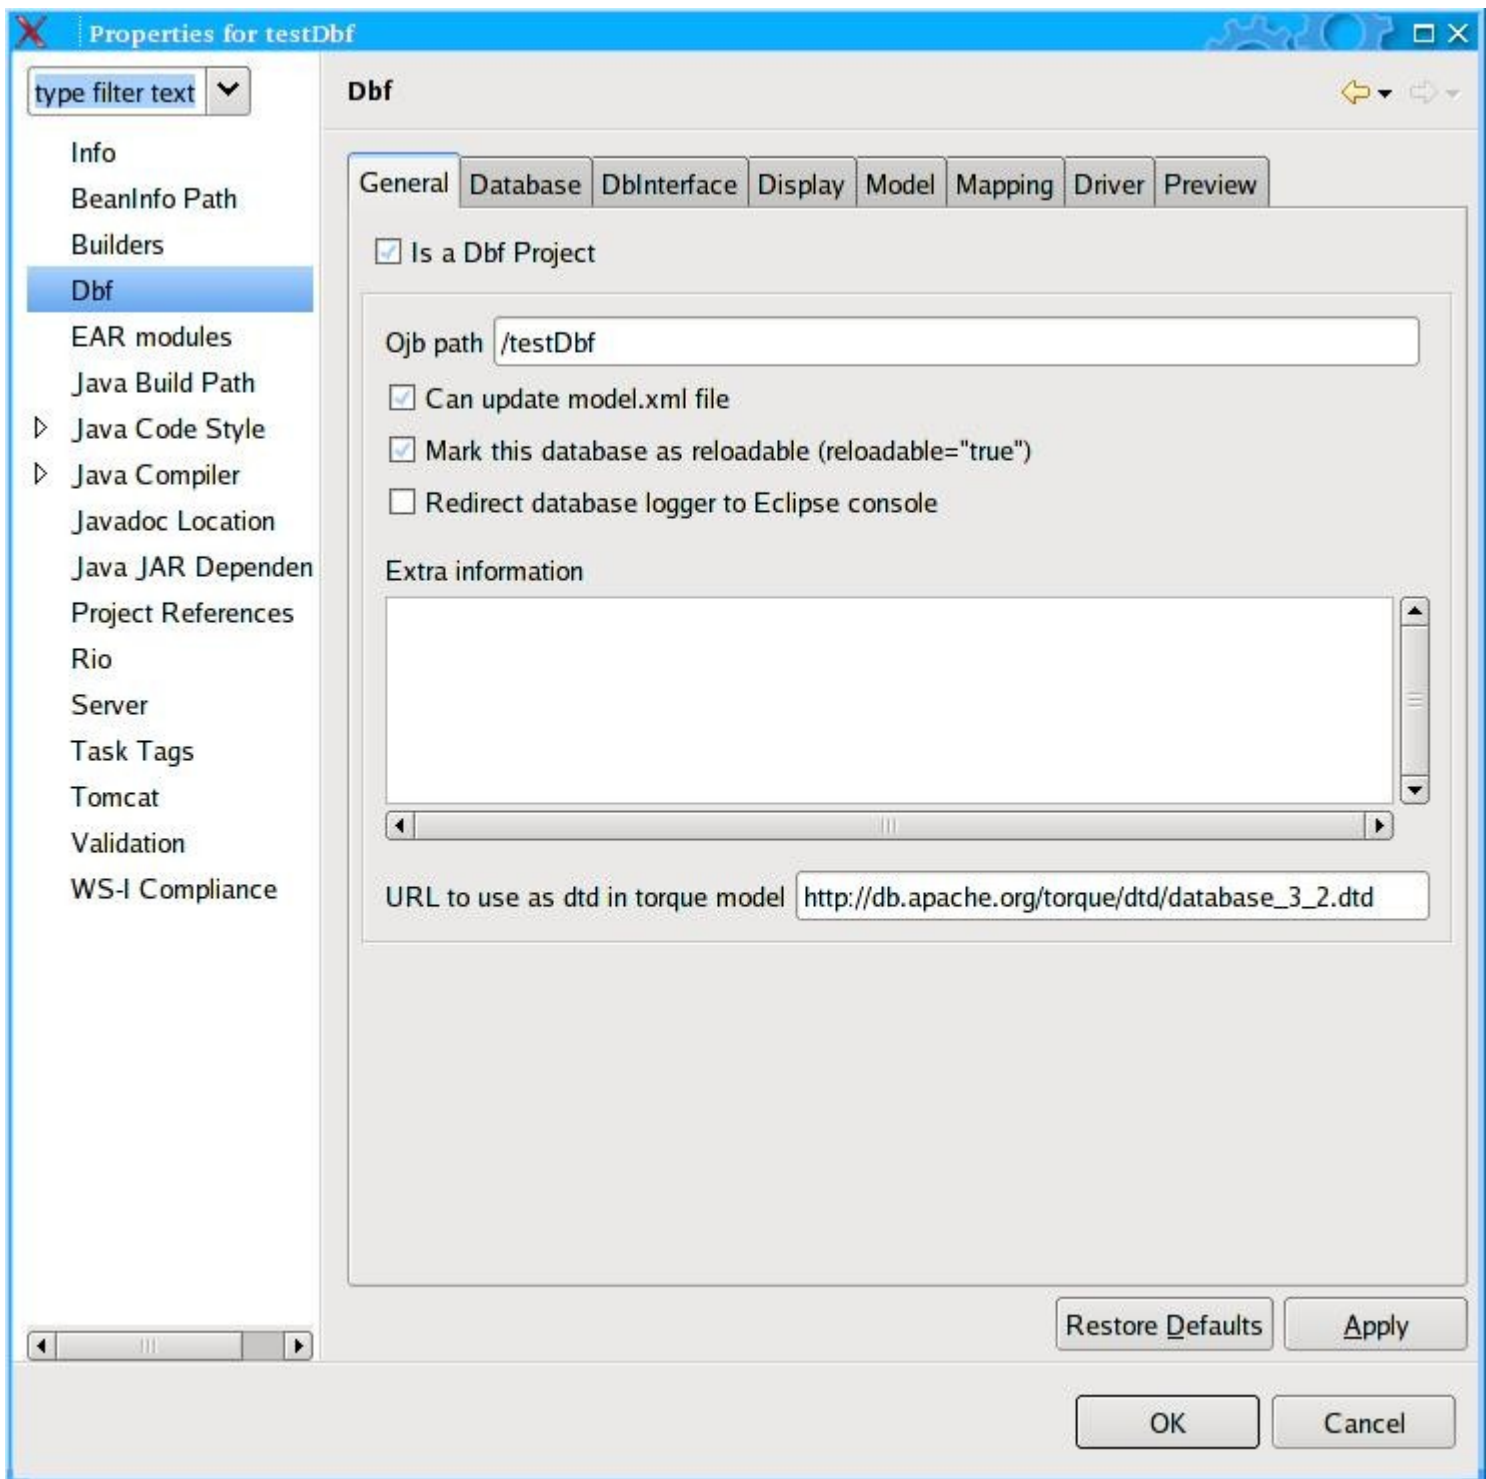 Properties for testDbf
type filter text
Info
BeanInfo Path
Builders
Dbf
EAR modules
Java Build Path
Java Code Style
Java Compiler
Javadoc Location
Java JAR Dependen
Project References
Rio
Server
Task Tags
Tomcat
Validation
WS-I Compliance
Dbf
General Database DbInterface Display Model Mapping Driver Preview
Is a Dbf Project
Ojb path /testDbf
Can update model.xml file
Mark this database as reloadable (reloadable="true")
Redirect database logger to Eclipse console
Extra information
URL to use as dtd in torque model http://db.apache.org/torque/dtd/database_3_2.dtd
Restore Defaults Apply
OK Cancel